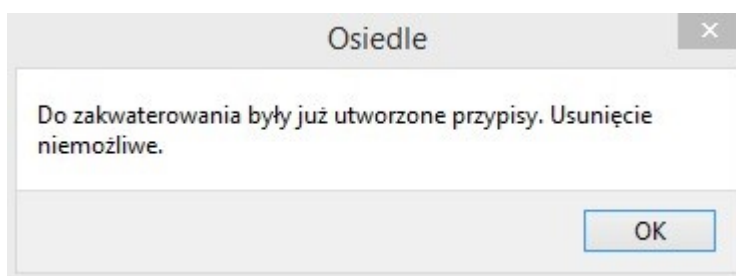 Osiedle
Do zakwaterowania były już utworzone przypisy. Usunięcie
niemożliwe.
OK